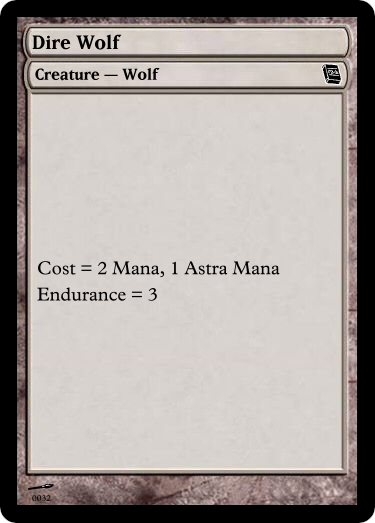 Dire Wolf
Creature — Wolf
Cost = 2 Mana, 1 Astra Mana
Endurance = 3
0032